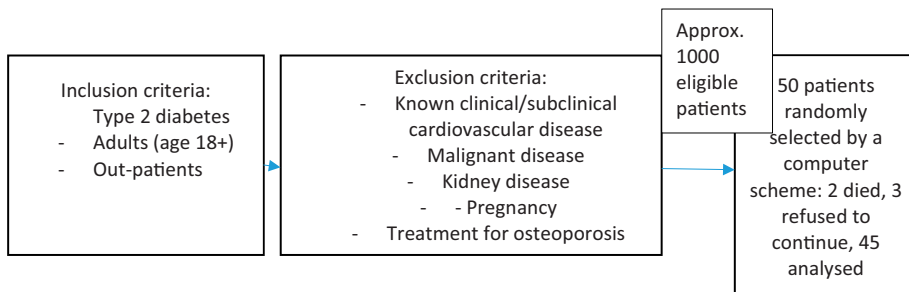 Inclusion criteria:
Type 2 diabetes
- Adults (age 18+)
- Out-patients
Exclusion criteria:
- Known clinical/subclinical
cardiovascular disease
- Malignant disease
- Kidney disease
- - Pregnancy
- Treatment for osteoporosis
Approx.
1000
eligible
patients
50 patients
randomly
selected by a
computer
scheme: 2 died, 3
refused to
continue, 45
analysed